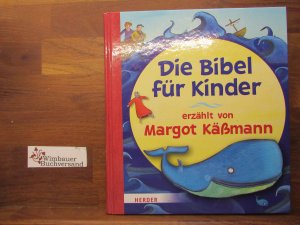 Die Bibel
für Kinder
erzählt von
Margot Käßmann
HERDER
Wimbauer
Buchversand